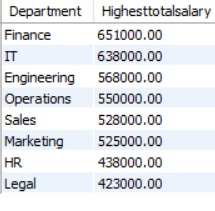 Department Highesttotalsalary
Finance 651000.00
IT 638000.00
Engineering 568000.00
Operations 550000.00
Sales 528000.00
Marketing 525000.00
HR 438000.00
Legal 423000.00